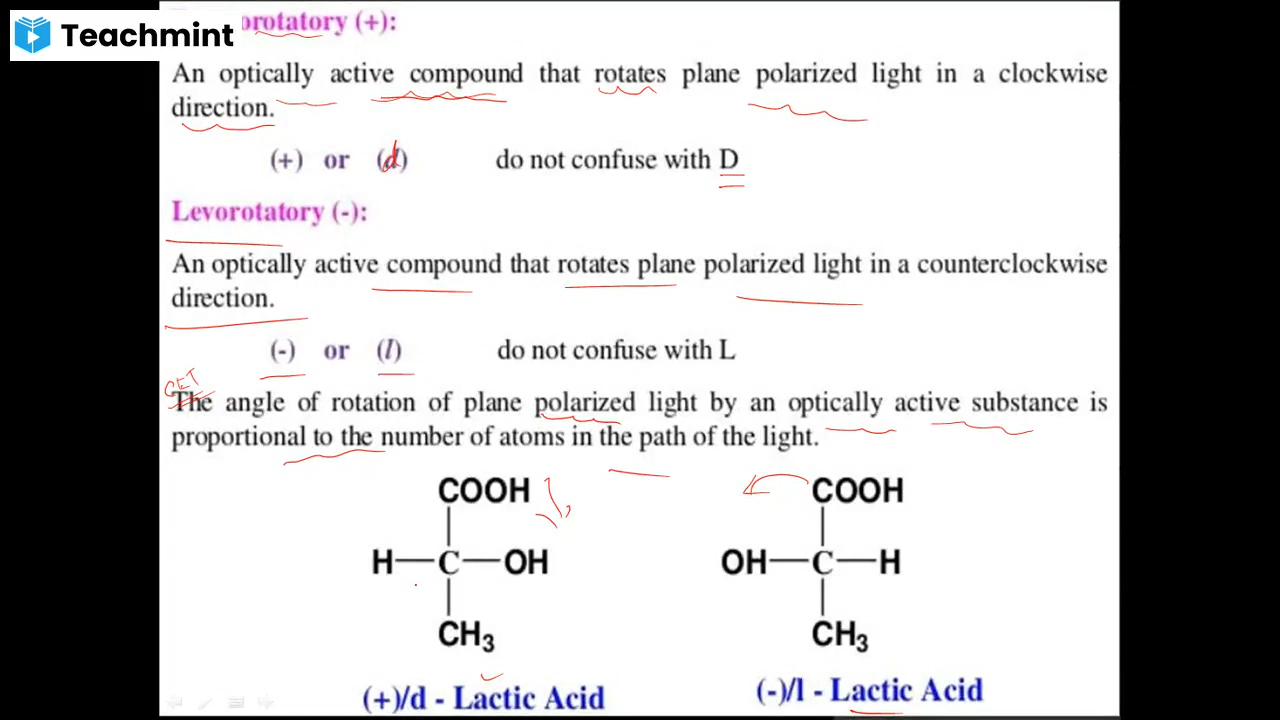 Teachmint
orotatory (+):
An optically active compound that rotates plane polarized light in a clockwise
direction.
(+) or (d) do not confuse with D
Levorotatory (-):
An optically active compound that rotates plane polarized light in a counterclockwise
direction.
(-) or (l) do not confuse with L
CET
The angle of rotation of plane polarized light by an optically active substance is
proportional to the number of atoms in the path of the light.
COOH COOH
H C OH OH C H
CH3 CH3
(+)/d - Lactic Acid (-)/l - Lactic Acid